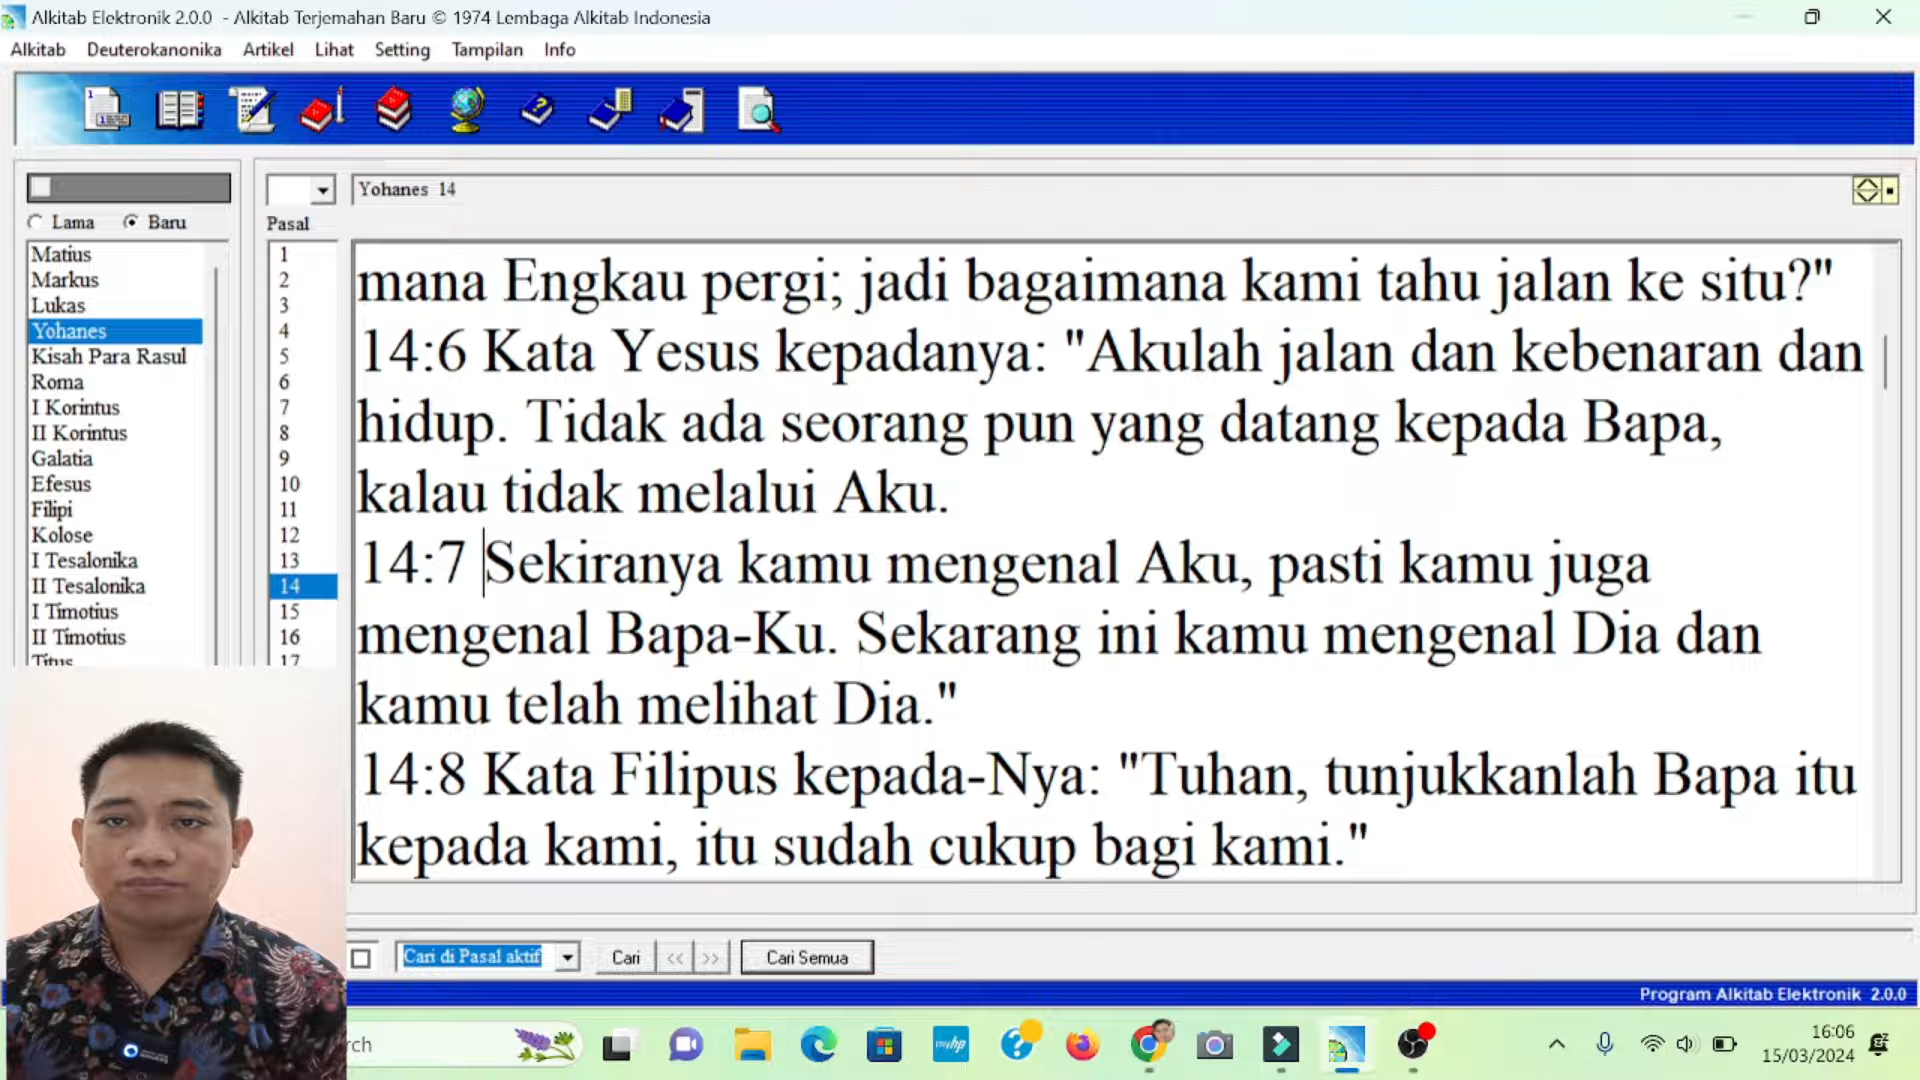 Alkitab Elektronik 2.0.0 - Alkitab Terjemahan Baru © 1974 Lembaga Alkitab Indonesia
Alkitab Deuterokanonika Artikel Lihat Setting Tampilan Info
Yohanes 14
Lama Baru
Pasal
Matius
Markus
Lukas
Yohanes
Kisah Para Rasul
Roma
I Korintus
II Korintus
Galatia
Efesus
Filipi
Kolose
I Tesalonika
II Tesalonika
I Timotius
II Timotius
Titus
1
2
3
4
5
6
7
8
9
10
11
12
13
14
15
16
17
mana Engkau pergi; jadi bagaimana kami tahu jalan ke situ?"
14:6 Kata Yesus kepadanya: "Akulah jalan dan kebenaran dan
hidup. Tidak ada seorang pun yang datang kepada Bapa,
kalau tidak melalui Aku.
14:7 Sekiranya kamu mengenal Aku, pasti kamu juga
mengenal Bapa-Ku. Sekarang ini kamu mengenal Dia dan
kamu telah melihat Dia."
14:8 Kata Filipus kepada-Nya: "Tuhan, tunjukkanlah Bapa itu
kepada kami, itu sudah cukup bagi kami."
Cari di Pasal aktif Cari << >> Cari Semua
Program Alkitab Elektronik 2.0.0
rch
myhp
16:06
15/03/2024